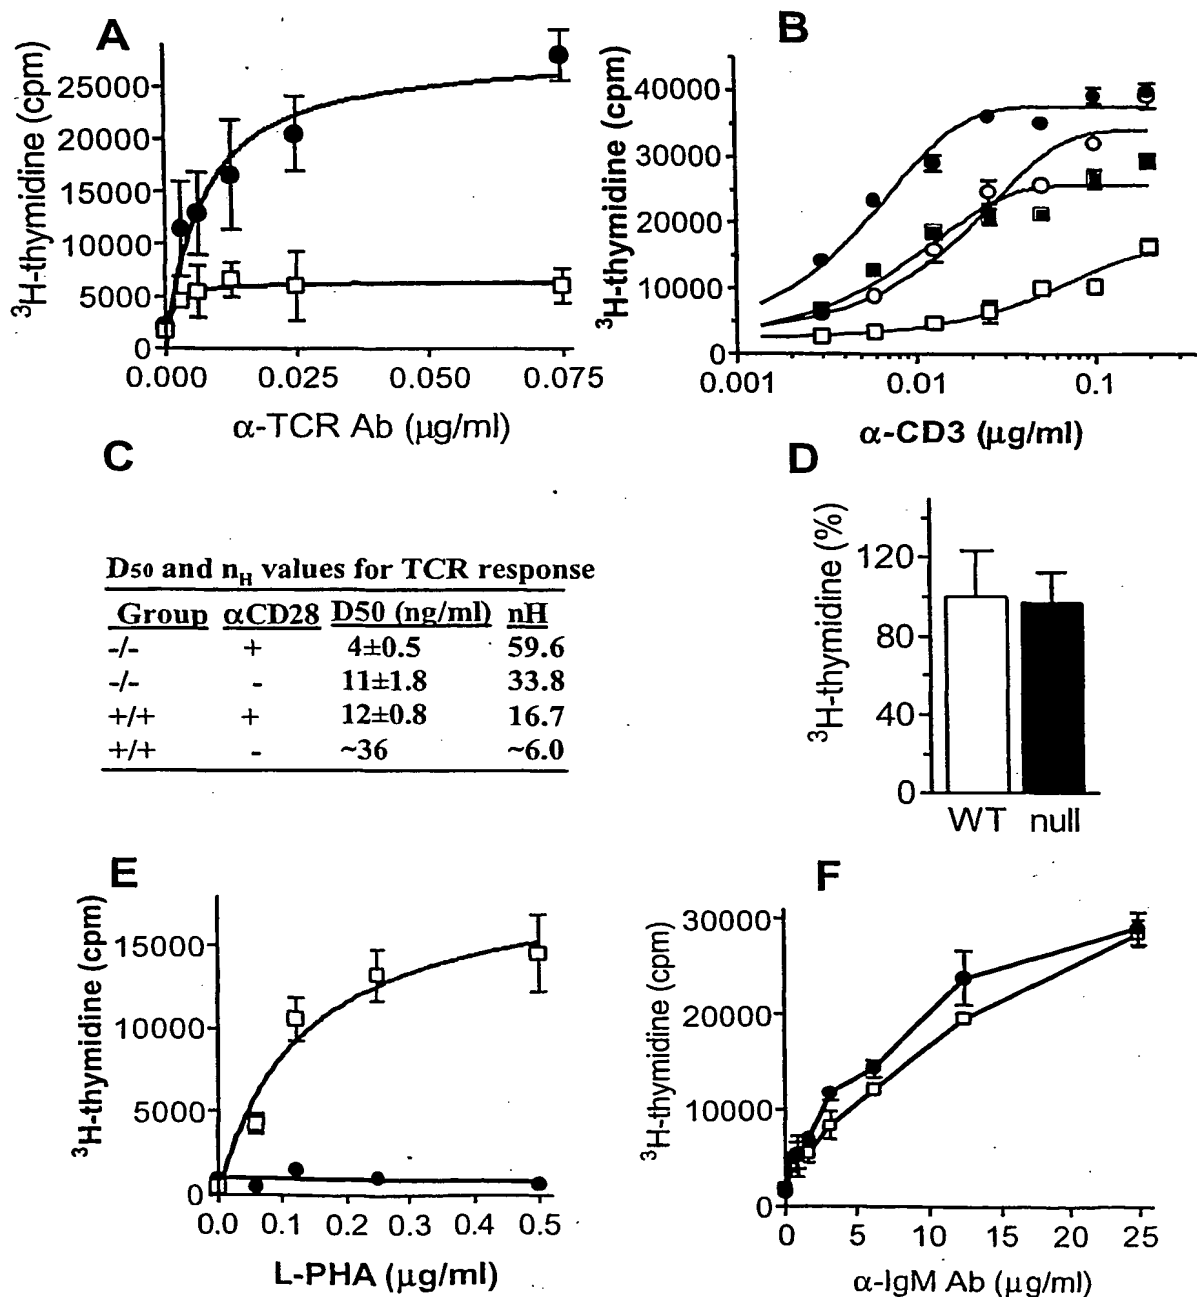 A
³H-thymidine (cpm)
25000
20000
15000
10000
5000
0
0.000 0.025 0.050 0.075
α-TCR Ab (µg/ml)
B
³H-thymidine (cpm)
40000
30000
20000
10000
0
0.001 0.01 0.1
α-CD3 (µg/ml)
C
D50 and nH values for TCR response
Group αCD28 D50 (ng/ml) nH
-/- + 4±0.5 59.6
-/- - 11±1.8 33.8
+/+ + 12±0.8 16.7
+/+ - ~36 ~6.0
D
³H-thymidine (%)
120
80
40
0
WT null
E
³H-thymidine (cpm)
15000
10000
5000
0
0.0 0.1 0.2 0.3 0.4 0.5
L-PHA (µg/ml)
F
³H-thymidine (cpm)
30000
20000
10000
0
0 5 10 15 20 25
α-IgM Ab (µg/ml)